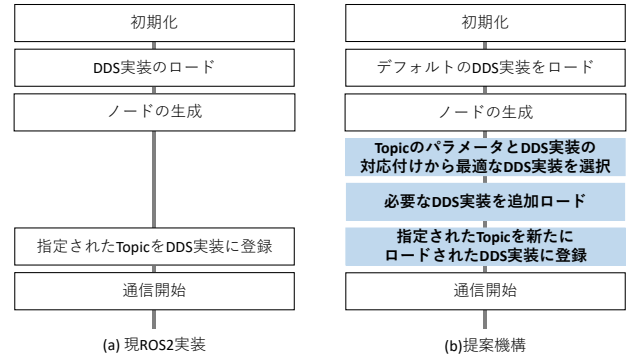 初期化
DDS実装のロード
ノードの生成
指定されたTopicをDDS実装に登録
通信開始
(a) 現ROS2実装
初期化
デフォルトのDDS実装をロード
ノードの生成
TopicのパラメータとDDS実装の
対応付けから最適なDDS実装を選択
必要なDDS実装を追加ロード
指定されたTopicを新たに
ロードされたDDS実装に登録
通信開始
(b)提案機構